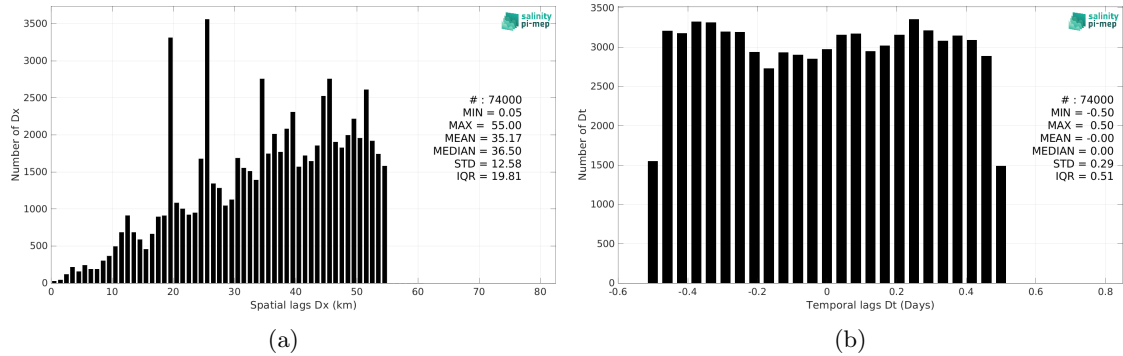 3500
3000
2500
2000
1500
1000
500
0
Number of Dx
0 10 20 30 40 50 60 70 80
Spatial lags Dx (km)
salinity
pi-mep
# : 74000
MIN = 0.05
MAX = 55.00
MEAN = 35.17
MEDIAN = 36.50
STD = 12.58
IQR = 19.81
(a)
3500
3000
2500
2000
1500
1000
500
0
Number of Dt
-0.6 -0.4 -0.2 0 0.2 0.4 0.6 0.8
Temporal lags Dt (Days)
salinity
pi-mep
# : 74000
MIN = -0.50
MAX = 0.50
MEAN = -0.00
MEDIAN = 0.00
STD = 0.29
IQR = 0.51
(b)